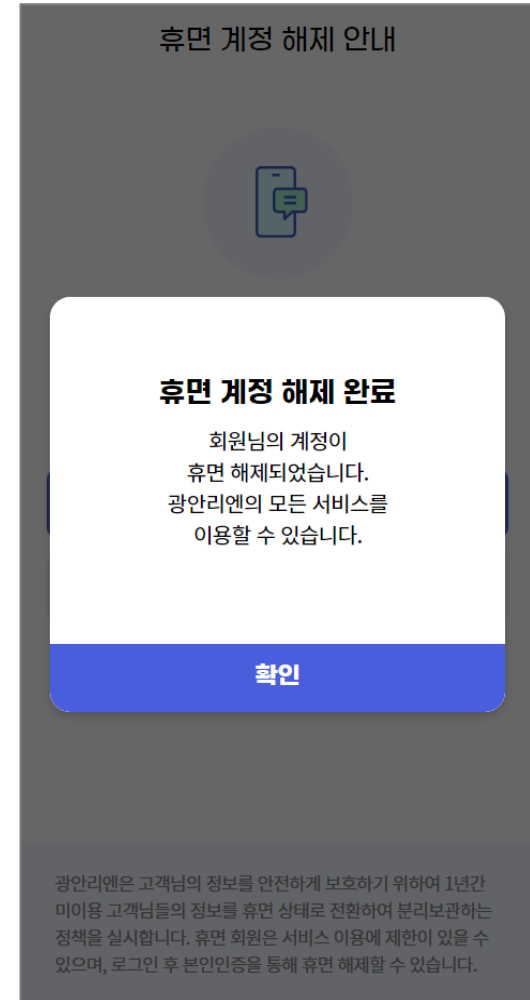 휴면 계정 해제 안내
휴면 계정 해제 완료
회원님의 계정이
휴면 해제되었습니다.
광안리엔의 모든 서비스를
이용할 수 있습니다.
확인
광안리엔은 고객님의 정보를 안전하게 보호하기 위하여 1년간
미이용 고객님들의 정보를 휴면 상태로 전환하여 분리보관하는
정책을 실시합니다. 휴면 회원은 서비스 이용에 제한이 있을 수
있으며, 로그인 후 본인인증을 통해 휴면 해제할 수 있습니다.